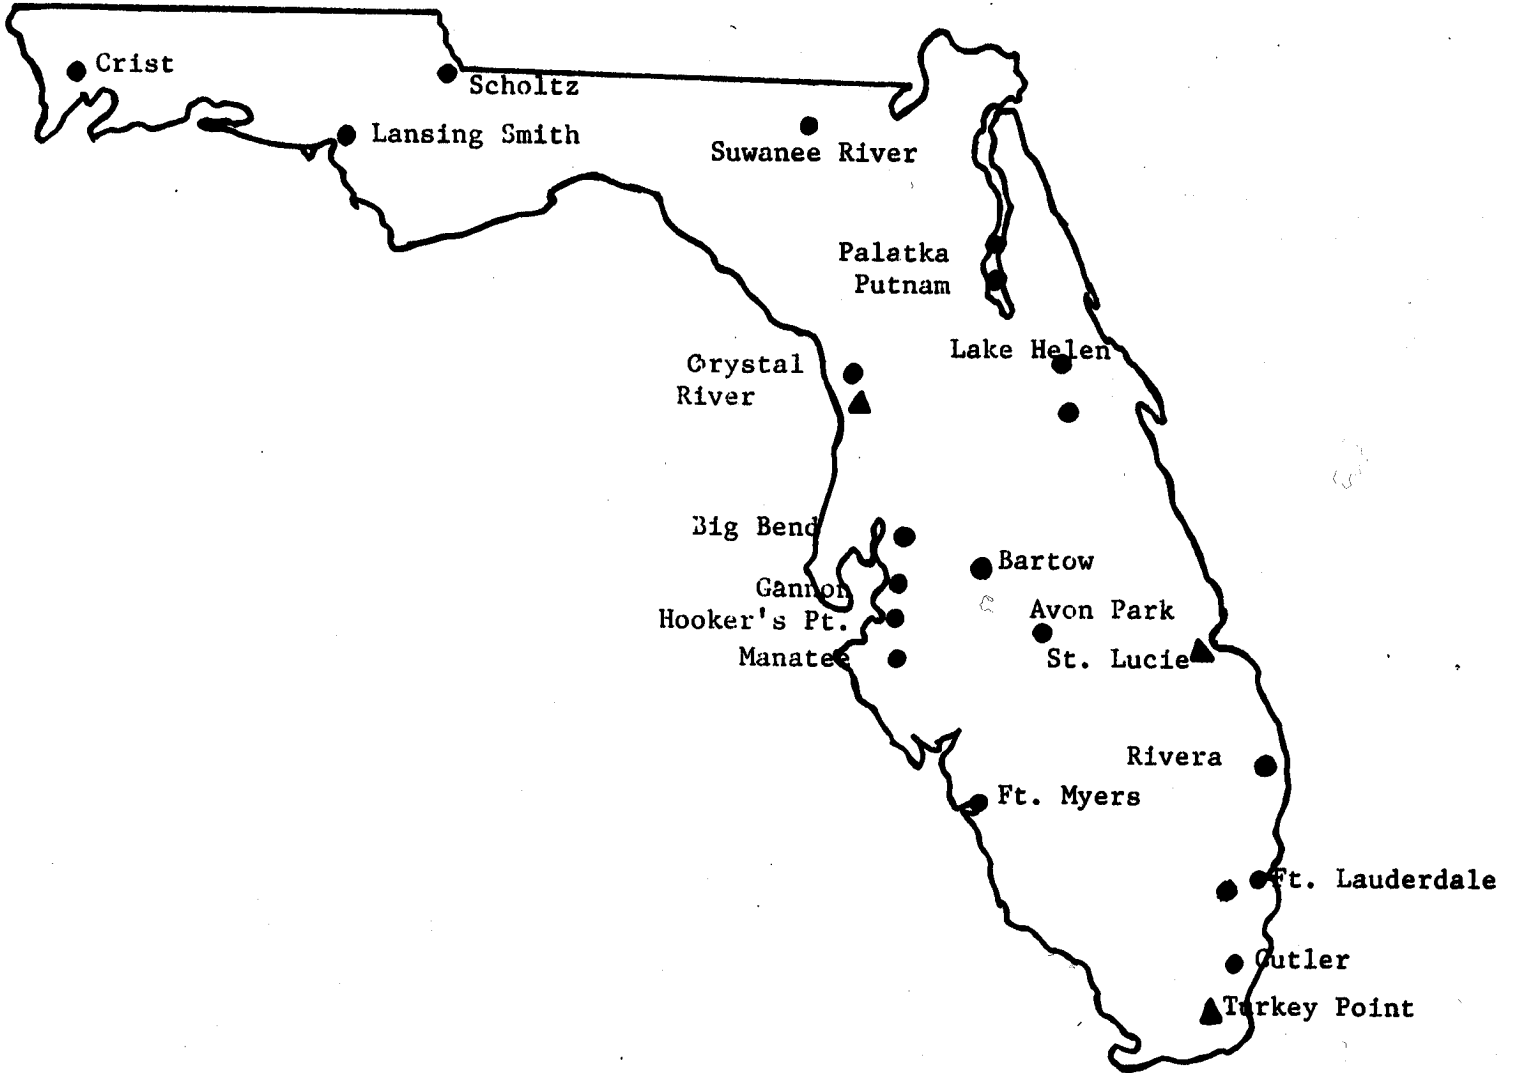 Crist
Scholtz
Lansing Smith
Suwanee River
Palatka
Putnam
Lake Helen
Crystal
River
Big Bend
Bartow
Gannon
Avon Park
Hooker's Pt.
Manatee
St. Lucie
Rivera
Ft. Myers
Ft. Lauderdale
Cutler
Turkey Point